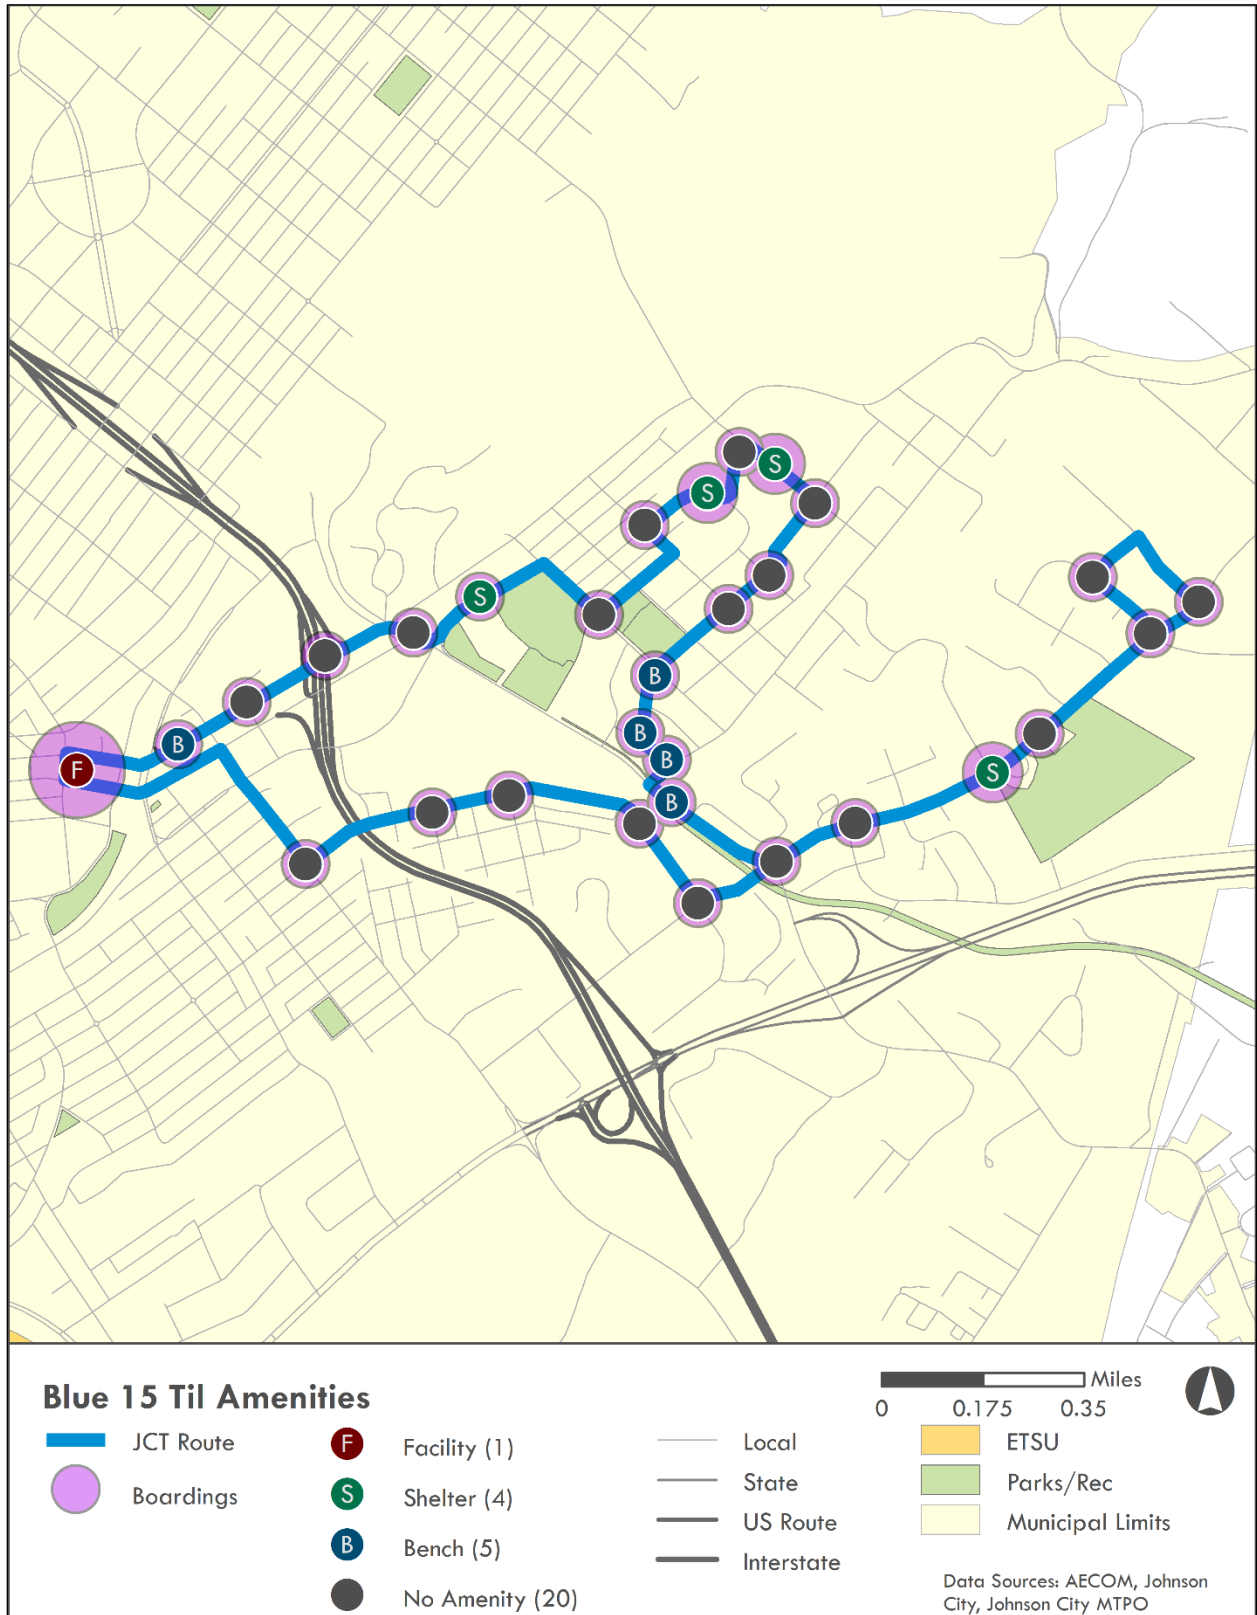 S
S
S
B
B
B
F
B
B
S
Blue 15 Til Amenities
JCT Route
Boardings
F Facility (1)
S Shelter (4)
B Bench (5)
No Amenity (20)
Local
State
US Route
Interstate
Miles
0 0.175 0.35
ETSU
Parks/Rec
Municipal Limits
Data Sources: AECOM, Johnson
City, Johnson City MTPO